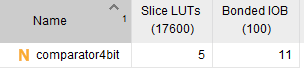 Name 1 Slice LUTs (17600) Bonded IOB (100)
N comparator4bit 5 11